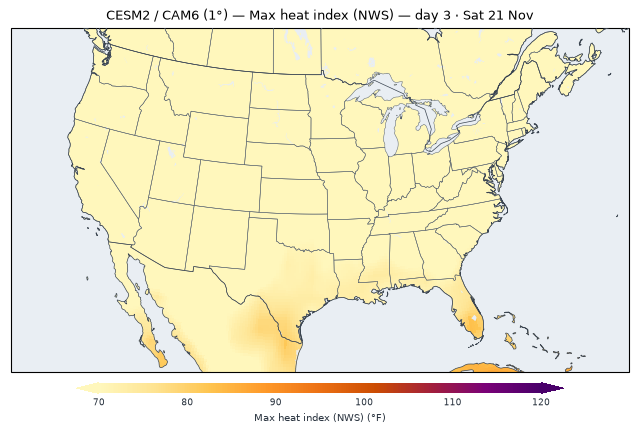 CESM2 / CAM6 (1°) — Max heat index (NWS) — day 3 · Sat 21 Nov
70 80 90 100 110 120
Max heat index (NWS) (°F)